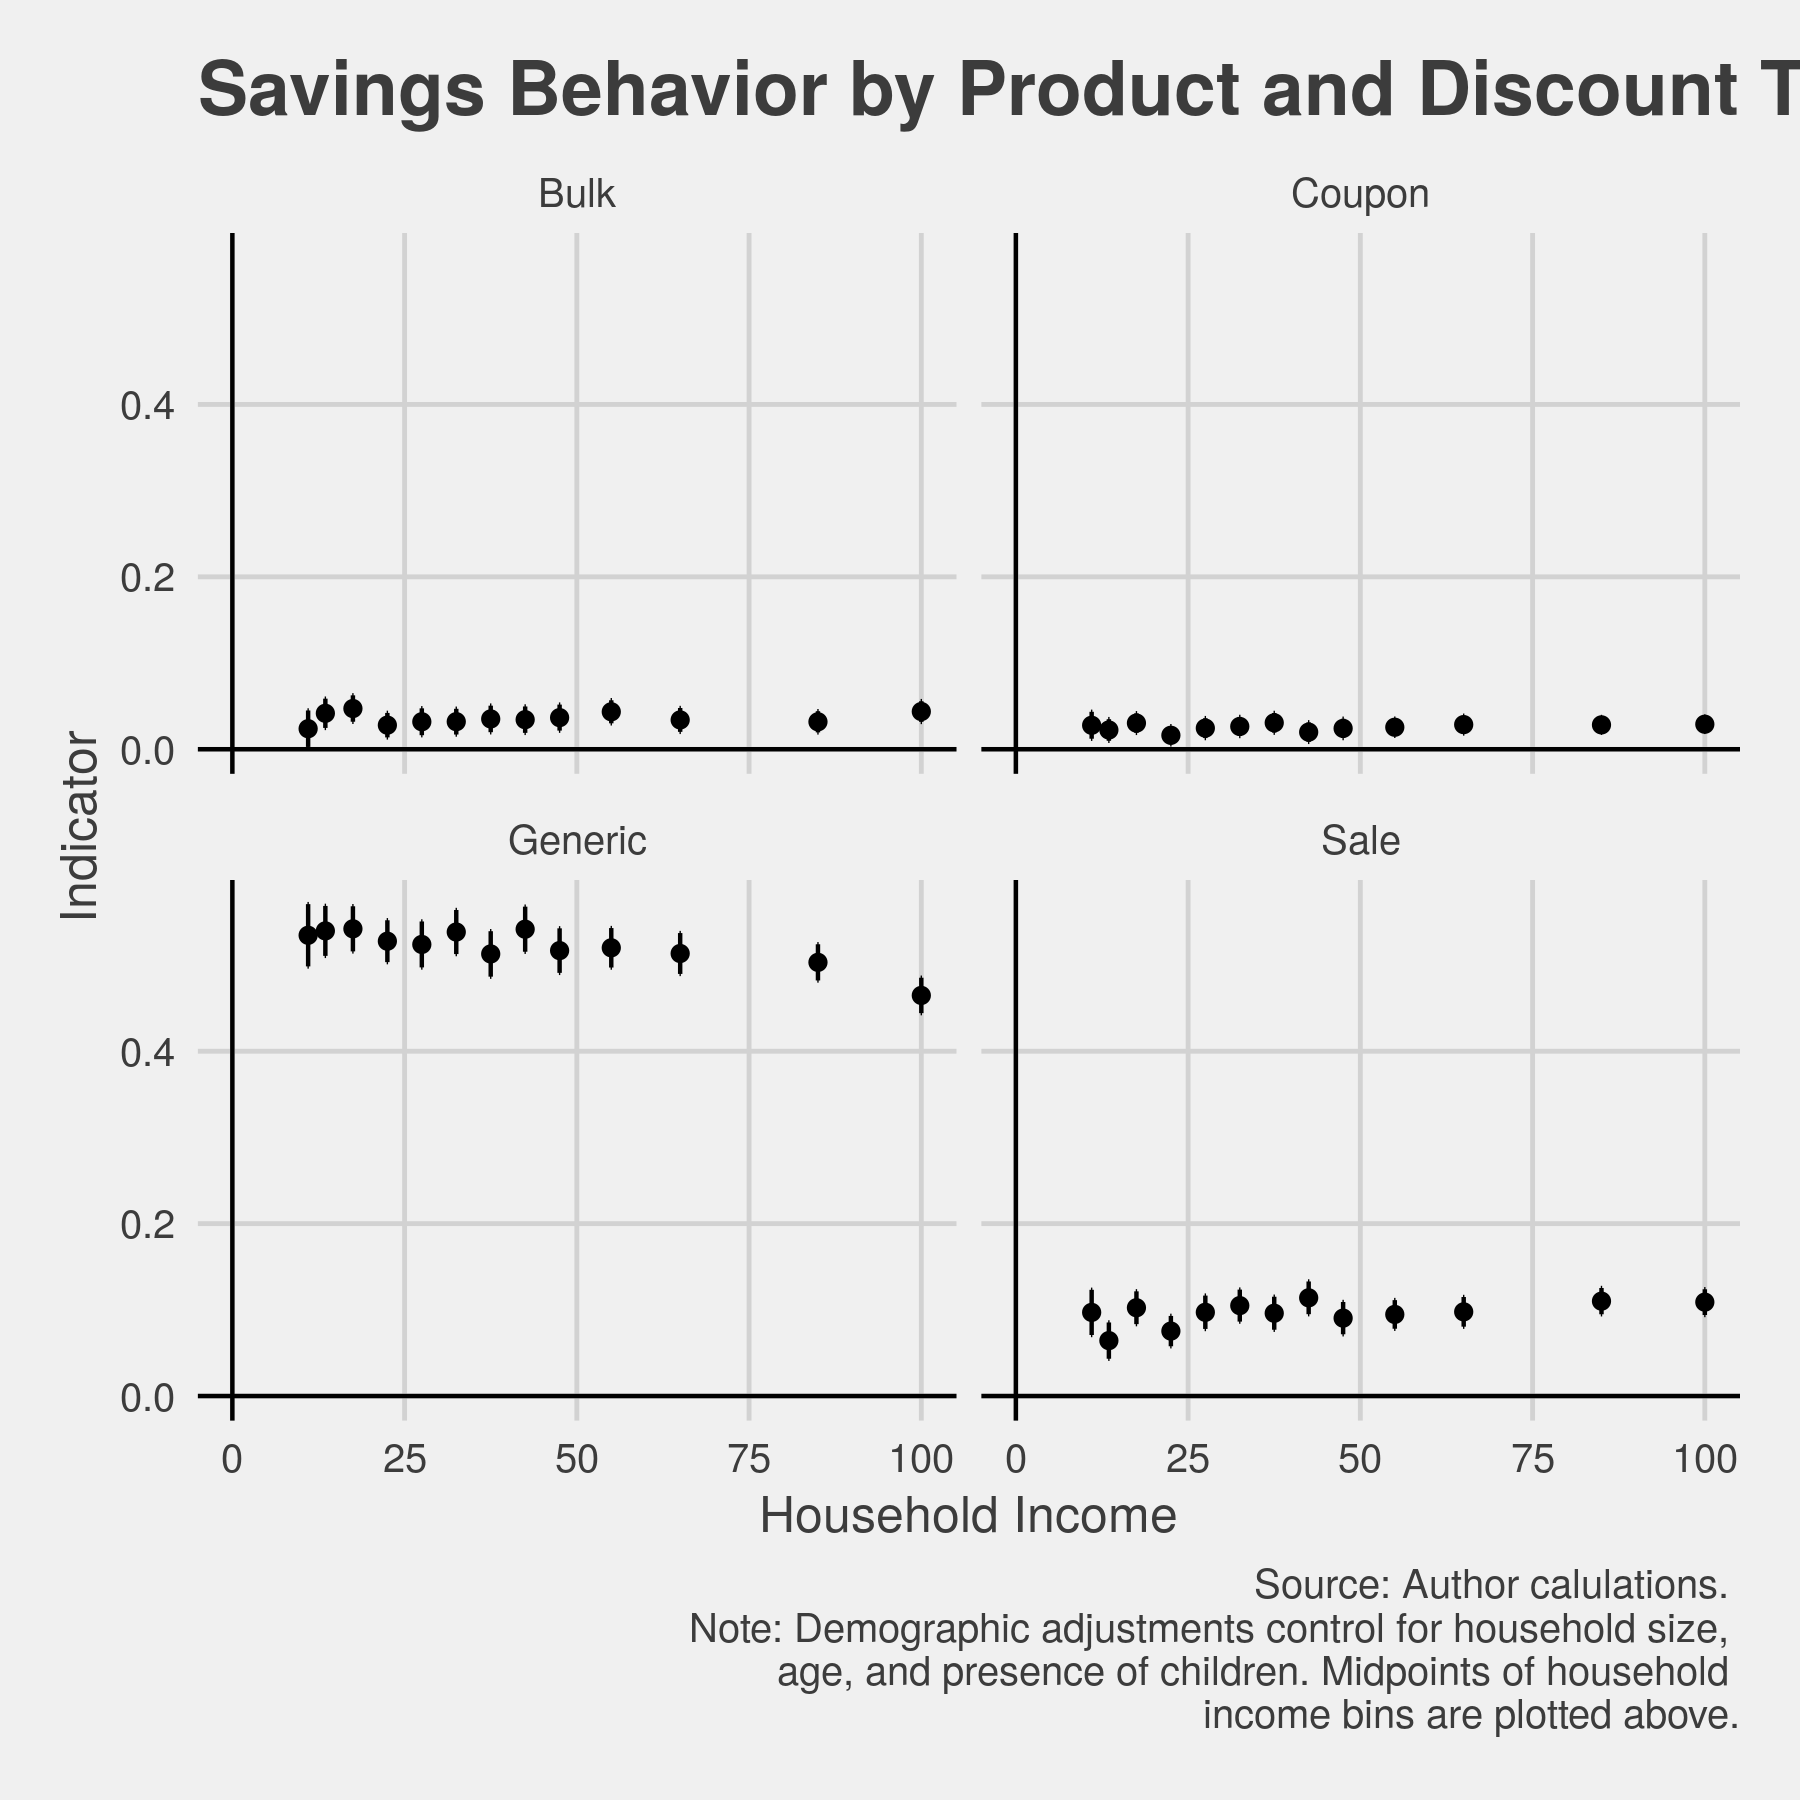 Savings Behavior by Product and Discount T
Bulk
Coupon
0.4
0.2
0.0
Generic
Sale
Indicator
0.4
0.2
0.0
0 25 50 75 100 0 25 50 75 100
Household Income
Source: Author calulations.
Note: Demographic adjustments control for household size,
age, and presence of children. Midpoints of household
income bins are plotted above.